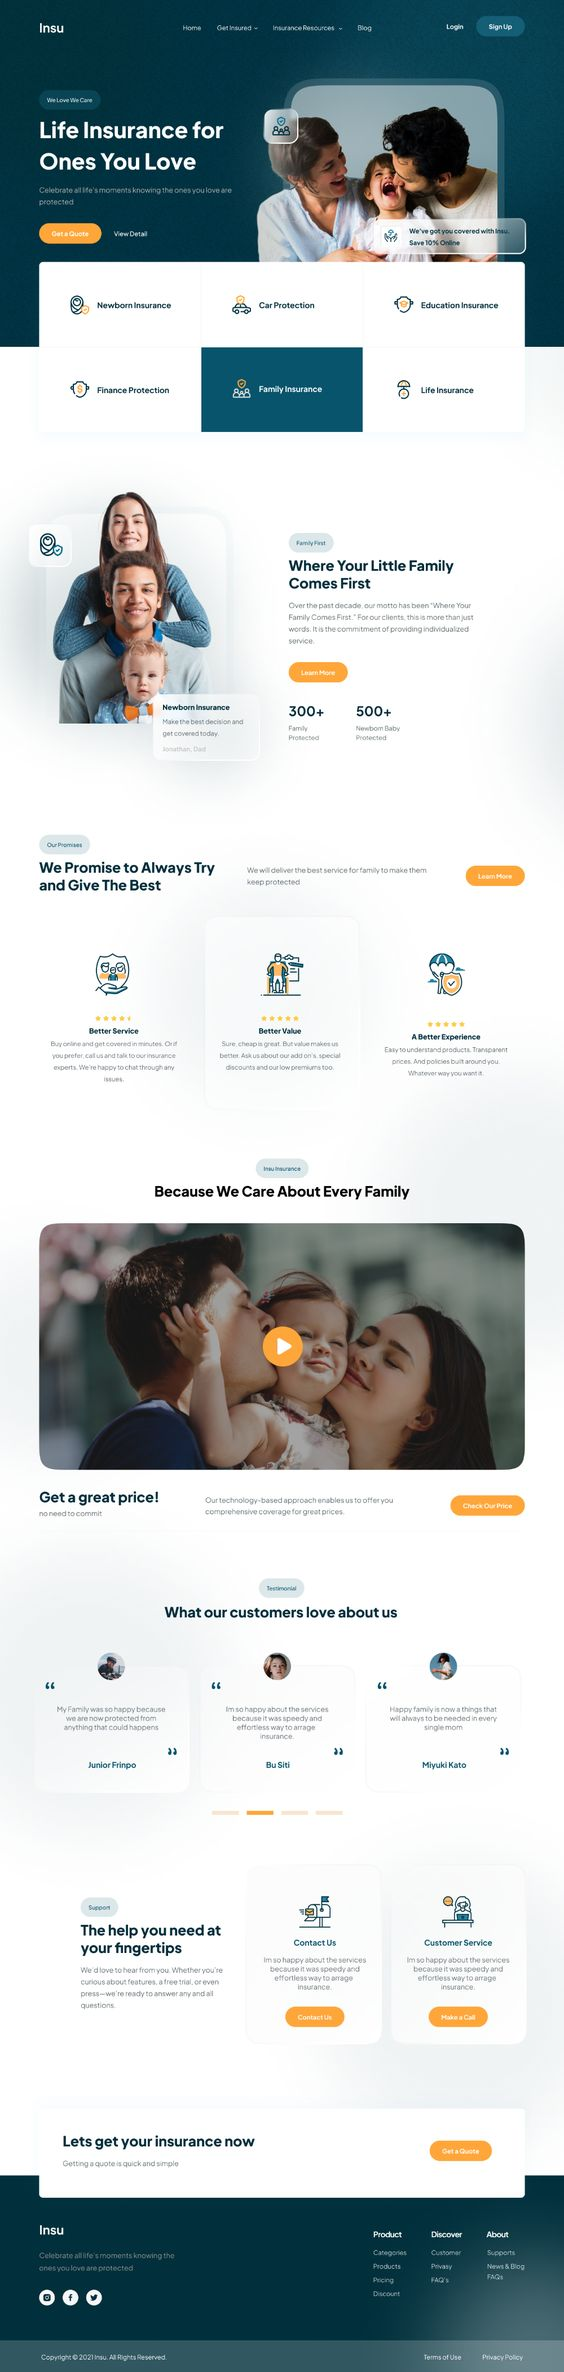 Insu
Home Get Insured Insurance Resources Blog
Login Sign Up
We Love We Care
Life Insurance for
Ones You Love
Celebrate all life's moments knowing the ones you love are
protected
Get a Quote View Detail
We've got you covered with Insu.
Save 10% Online
Newborn Insurance
Car Protection
Education Insurance
Finance Protection
Family Insurance
Life Insurance
Newborn Insurance
Make the best decision and
get covered today.
Jonathan, Dad
Family First
Where Your Little Family
Comes First
Over the past decade, our motto has been “Where Your
Family Comes First.” For our clients, this is more than just
words. It is the commitment of providing individualized
service.
Learn More
300+ 500+
Family
Protected
Newborn Baby
Protected
Our Promises
We Promise to Always Try
and Give The Best
We will deliver the best service for family to make them
keep protected
Learn More
Better Service
Buy online and get covered in minutes. Or if
you prefer, call us and talk to our insurance
experts. We're happy to chat through any
issues.
Better Value
Sure, cheap is great. But value makes us
better. Ask us about our add on's, special
discounts and our low premiums too.
A Better Experience
Easy to understand products. Transparent
prices. And policies built around you.
Whatever way you want it.
Insu Insurance
Because We Care About Every Family
Get a great price!
no need to commit
Our technology-based approach enables us to offer you
comprehensive coverage for great prices.
Check Our Price
Testimonial
What our customers love about us
“
My Family was so happy because
we are now protected from
anything that could happens
”
Junior Frinpo
“
Im so happy about the services
because it was speedy and
effortless way to arrage
insurance.
”
Bu Siti
“
Happy family is now a things that
will always to be needed in every
single mom
”
Miyuki Kato
Support
The help you need at
your fingertips
We'd love to hear from you. Whether you're
curious about features, a free trial, or even
press—we're ready to answer any and all
questions.
Contact Us
Im so happy about the services
because it was speedy and
effortless way to arrage
insurance.
Contact Us
Customer Service
Im so happy about the services
because it was speedy and
effortless way to arrage
insurance.
Make a Call
Lets get your insurance now
Getting a quote is quick and simple
Get a Quote
Insu
Celebrate all life's moments knowing the
ones you love are protected
Product
Categories
Products
Pricing
Discount
Discover
Customer
Privasy
FAQ's
About
Supports
News & Blog
FAQs
Copyright © 2021 Insu. All Rights Reserved.
Terms of Use Privacy Policy